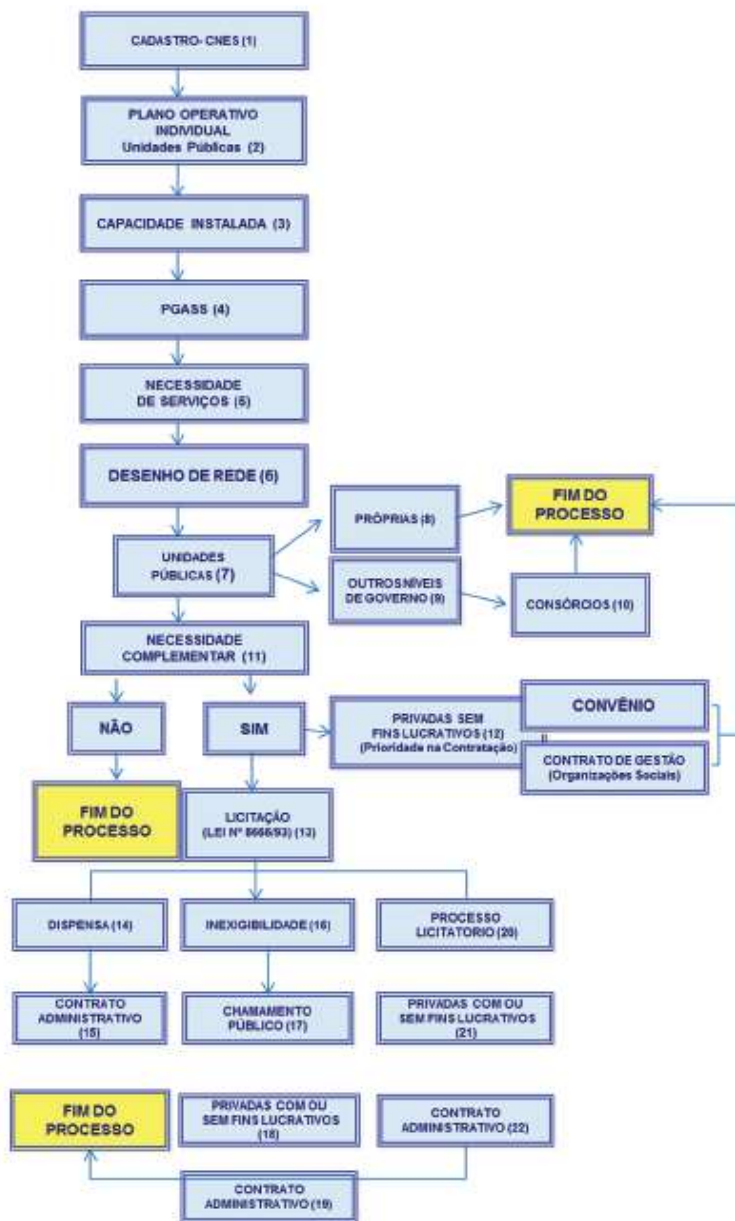 CADASTRO- CNES (1)
PLANO OPERATIVO
INDIVIDUAL
Unidades Públicas (2)
CAPACIDADE INSTALADA (3)
PGASS (4)
NECESSIDADE
DE SERVIÇOS (5)
DESENHO DE REDE (6)
UNIDADES
PÚBLICAS (7)
PRÓPRIAS (8)
OUTROS NÍVEIS
DE GOVERNO (9)
FIM DO
PROCESSO
CONSÓRCIOS (10)
NECESSIDADE
COMPLEMENTAR (11)
NÃO
SIM
PRIVADAS SEM
FINS LUCRATIVOS (12)
(Prioridade na Contratação)
CONVÊNIO
CONTRATO DE GESTÃO
(Organizações Sociais)
FIM DO
PROCESSO
LICITAÇÃO
(LEI Nº 8666/93) (13)
DISPENSA (14)
INEXIGIBILIDADE (16)
PROCESSO
LICITATORIO (20)
CONTRATO
ADMINISTRATIVO
(15)
CHAMAMENTO
PÚBLICO (17)
PRIVADAS COM OU
SEM FINS LUCRATIVOS
(21)
FIM DO
PROCESSO
PRIVADAS COM OU
SEM FINS LUCRATIVOS
(18)
CONTRATO
ADMINISTRATIVO (22)
CONTRATO
ADMINISTRATIVO (19)